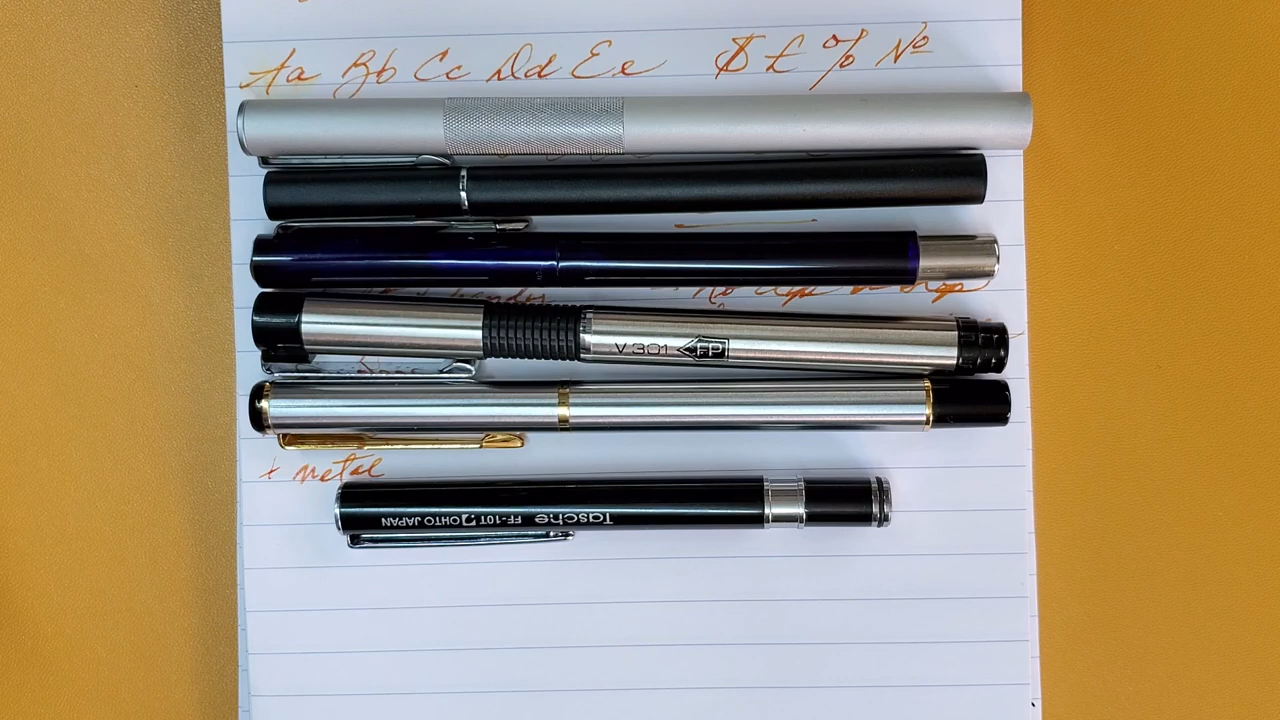 Aa Bb Cc Dd Ee $ £ % №
V301 FP
+ metal
Tasche FF-10T OHTO JAPAN